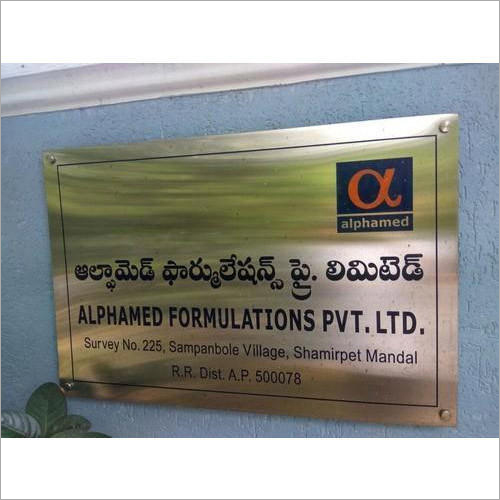 α
alphamed
ఆల్ఫామెడ్ ఫార్ములేషన్స్ ప్రై. లిమిటెడ్
ALPHAMED FORMULATIONS PVT. LTD.
Survey No. 225, Sampanbole Village, Shamirpet Mandal
R.R. Dist. A.P. 500078